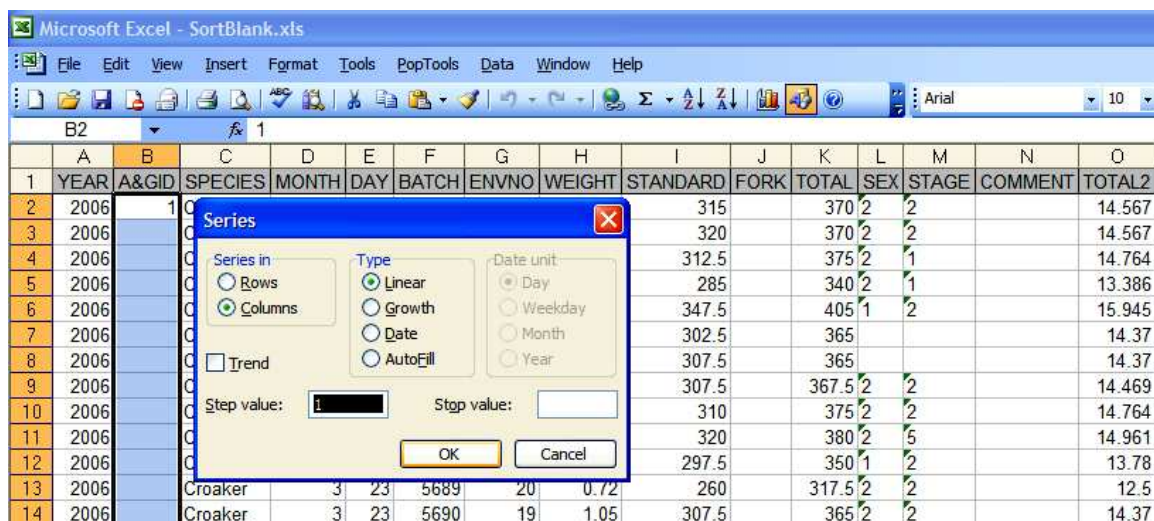 Microsoft Excel - SortBlank.xls
File Edit View Insert Format Tools PopTools Data Window Help
ABC Σ A Z Z A Arial 10
B2 fx 1
A B C D E F G H I J K L M N O
1 YEAR A&GID SPECIES MONTH DAY BATCH ENVNO WEIGHT STANDARD FORK TOTAL SEX STAGE COMMENT TOTAL2
2 2006 1 C 315 370 2 2 14.567
3 2006 C 320 370 2 2 14.567
4 2006 C 312.5 375 2 1 14.764
5 2006 C 285 340 2 1 13.386
6 2006 C 347.5 405 1 2 15.945
7 2006 C 302.5 365 14.37
8 2006 C 307.5 365 14.37
9 2006 C 307.5 367.5 2 2 14.469
10 2006 C 310 375 2 2 14.764
11 2006 C 320 380 2 5 14.961
12 2006 C 297.5 350 1 2 13.78
13 2006 Croaker 3 23 5689 20 0.72 260 317.5 2 2 12.5
14 2006 Croaker 3 23 5690 19 1.05 307.5 365 2 2 14.37
Series
Series in Type Date unit
Rows Linear Day
Columns Growth Weekday
Date Month
Trend AutoFill Year
Step value: 1 Stop value:
OK Cancel